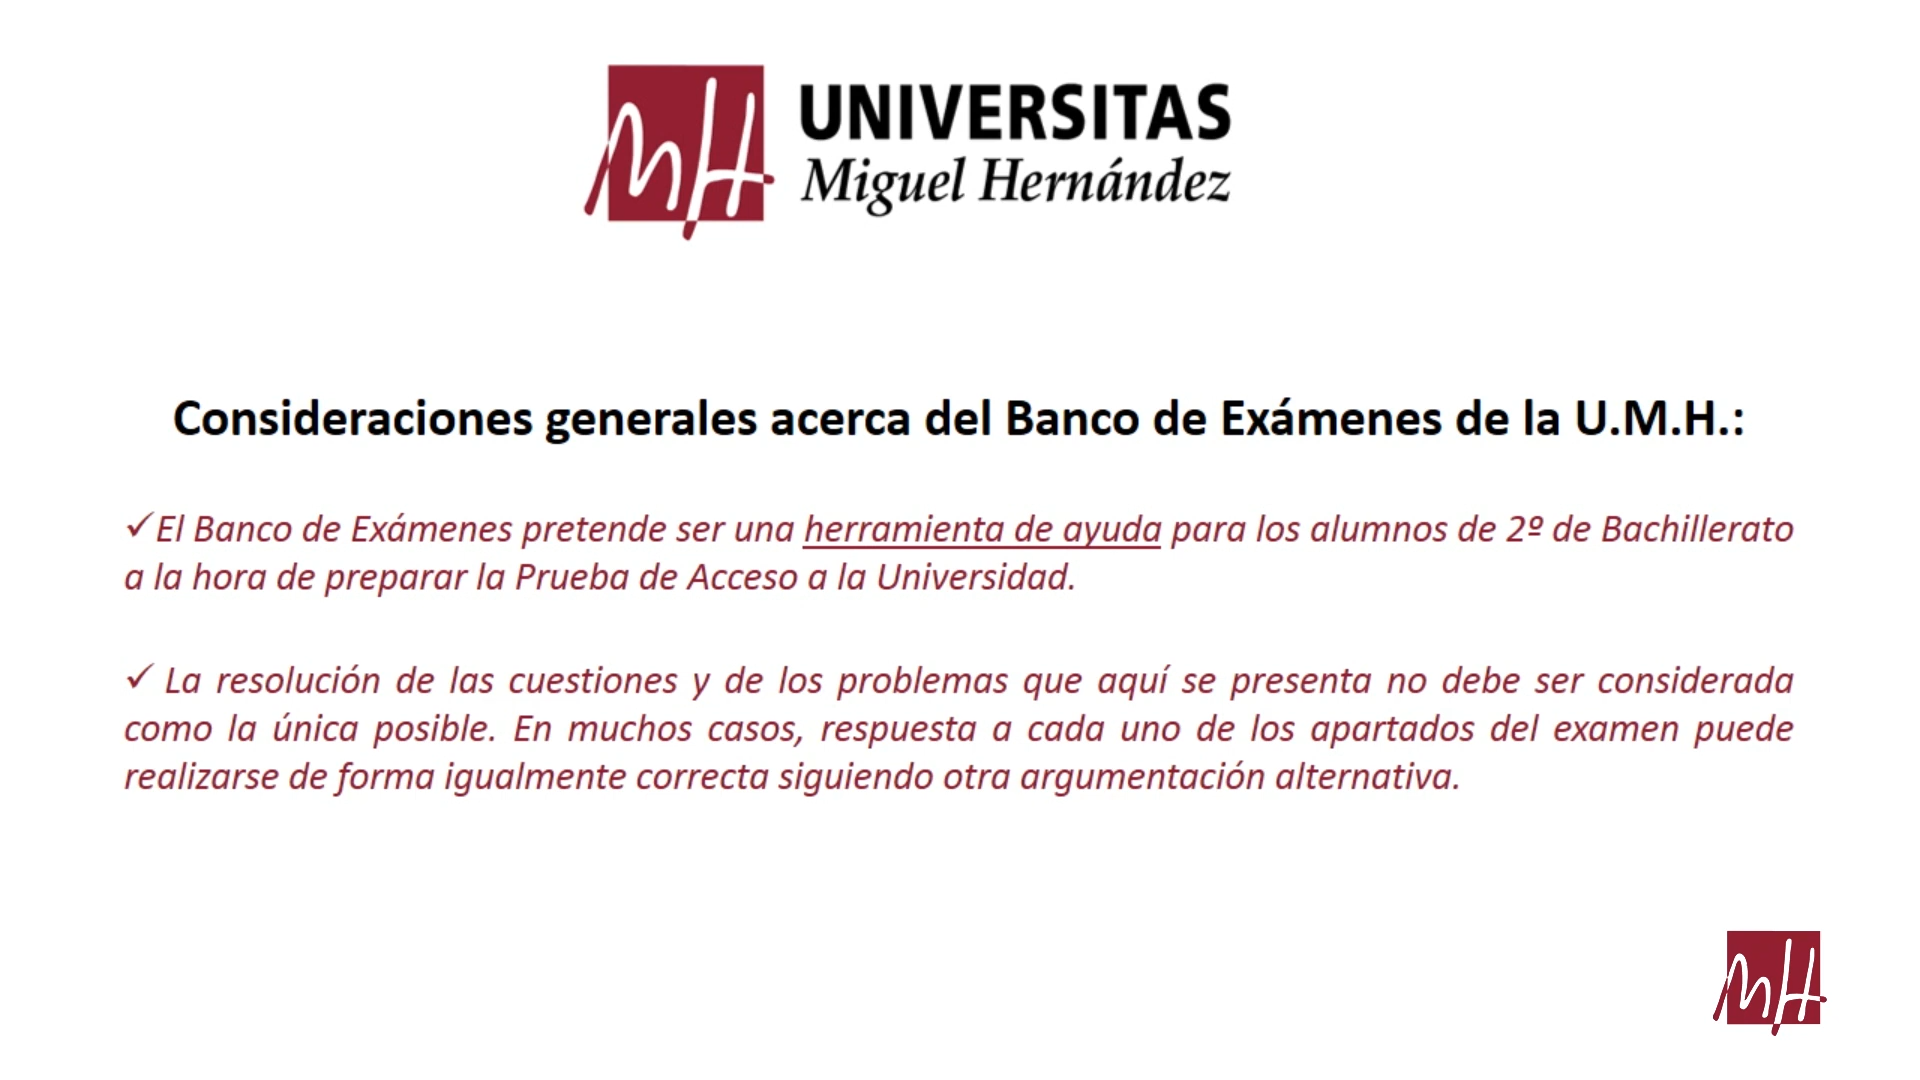 MH UNIVERSITAS
Miguel Hernández
Consideraciones generales acerca del Banco de Exámenes de la U.M.H.:
✓El Banco de Exámenes pretende ser una herramienta de ayuda para los alumnos de 2º de Bachillerato
a la hora de preparar la Prueba de Acceso a la Universidad.
✓ La resolución de las cuestiones y de los problemas que aquí se presenta no debe ser considerada
como la única posible. En muchos casos, respuesta a cada uno de los apartados del examen puede
realizarse de forma igualmente correcta siguiendo otra argumentación alternativa.
MH